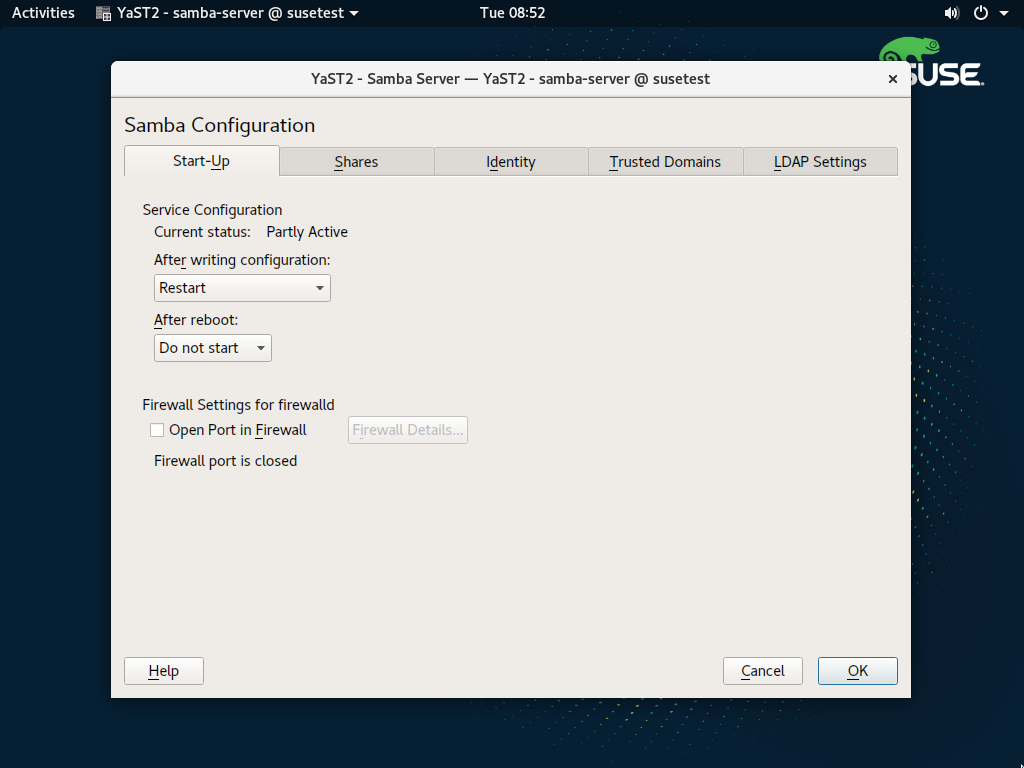 Activities YaST2 - samba-server @ susetest Tue 08:52
SUSE
YaST2 - Samba Server — YaST2 - samba-server @ susetest
Samba Configuration
Start-Up Shares Identity Trusted Domains LDAP Settings
Service Configuration
Current status: Partly Active
After writing configuration:
Restart
After reboot:
Do not start
Firewall Settings for firewalld
Open Port in Firewall Firewall Details...
Firewall port is closed
Help Cancel OK